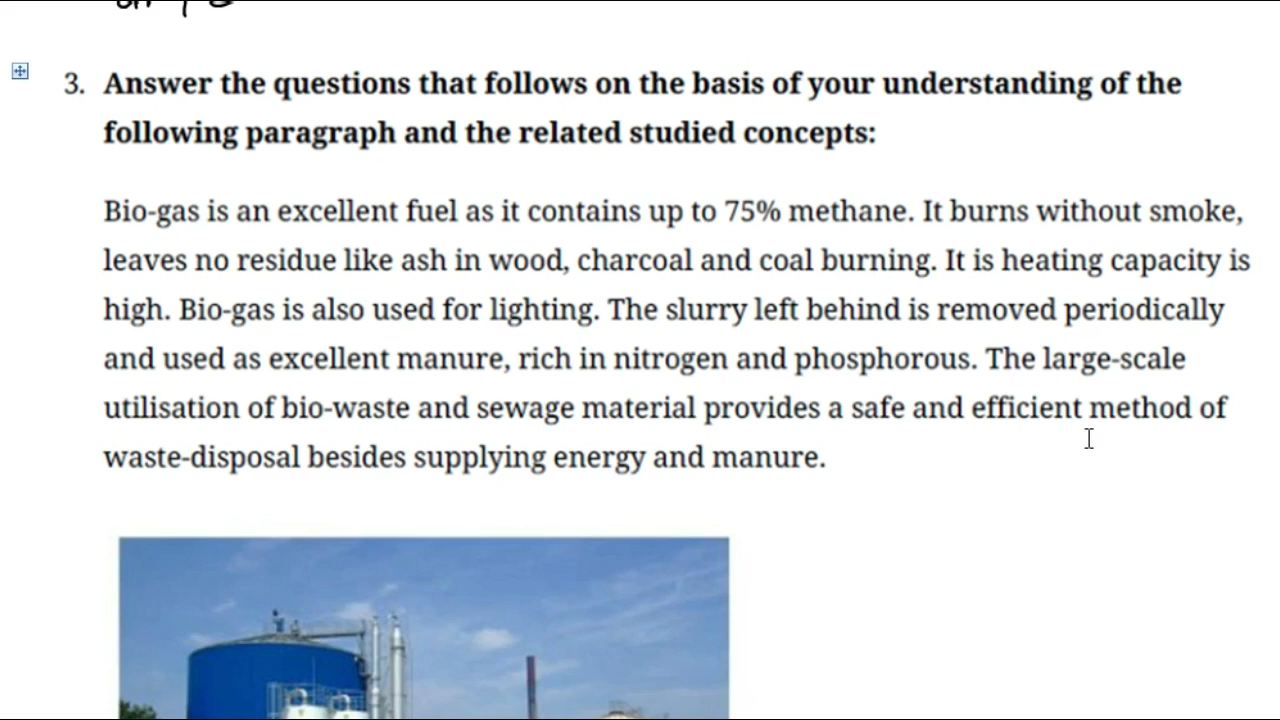 3. Answer the questions that follows on the basis of your understanding of the
following paragraph and the related studied concepts:
Bio-gas is an excellent fuel as it contains up to 75% methane. It burns without smoke,
leaves no residue like ash in wood, charcoal and coal burning. It is heating capacity is
high. Bio-gas is also used for lighting. The slurry left behind is removed periodically
and used as excellent manure, rich in nitrogen and phosphorous. The large-scale
utilisation of bio-waste and sewage material provides a safe and efficient method of
waste-disposal besides supplying energy and manure.